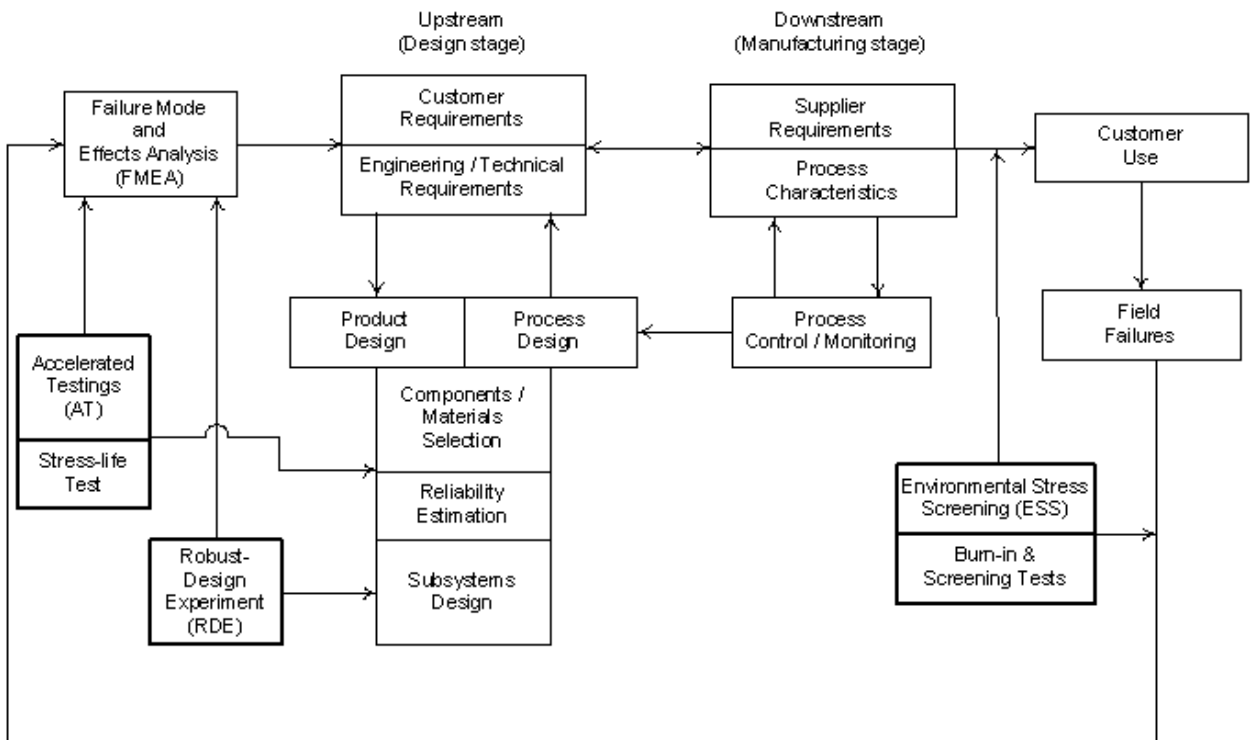 Upstream
(Design stage)
Downstream
(Manufacturing stage)
Failure Mode
and
Effects Analysis
(FMEA)
Customer
Requirements
Engineering / Technical
Requirements
Supplier
Requirements
Process
Characteristics
Customer
Use
Product
Design
Process
Design
Process
Control / Monitoring
Field
Failures
Accelerated
Testings
(AT)
Stress-life
Test
Components /
Materials
Selection
Reliability
Estimation
Subsystems
Design
Robust-
Design
Experiment
(RDE)
Environmental Stress
Screening (ESS)
Burn-in &
Screening Tests